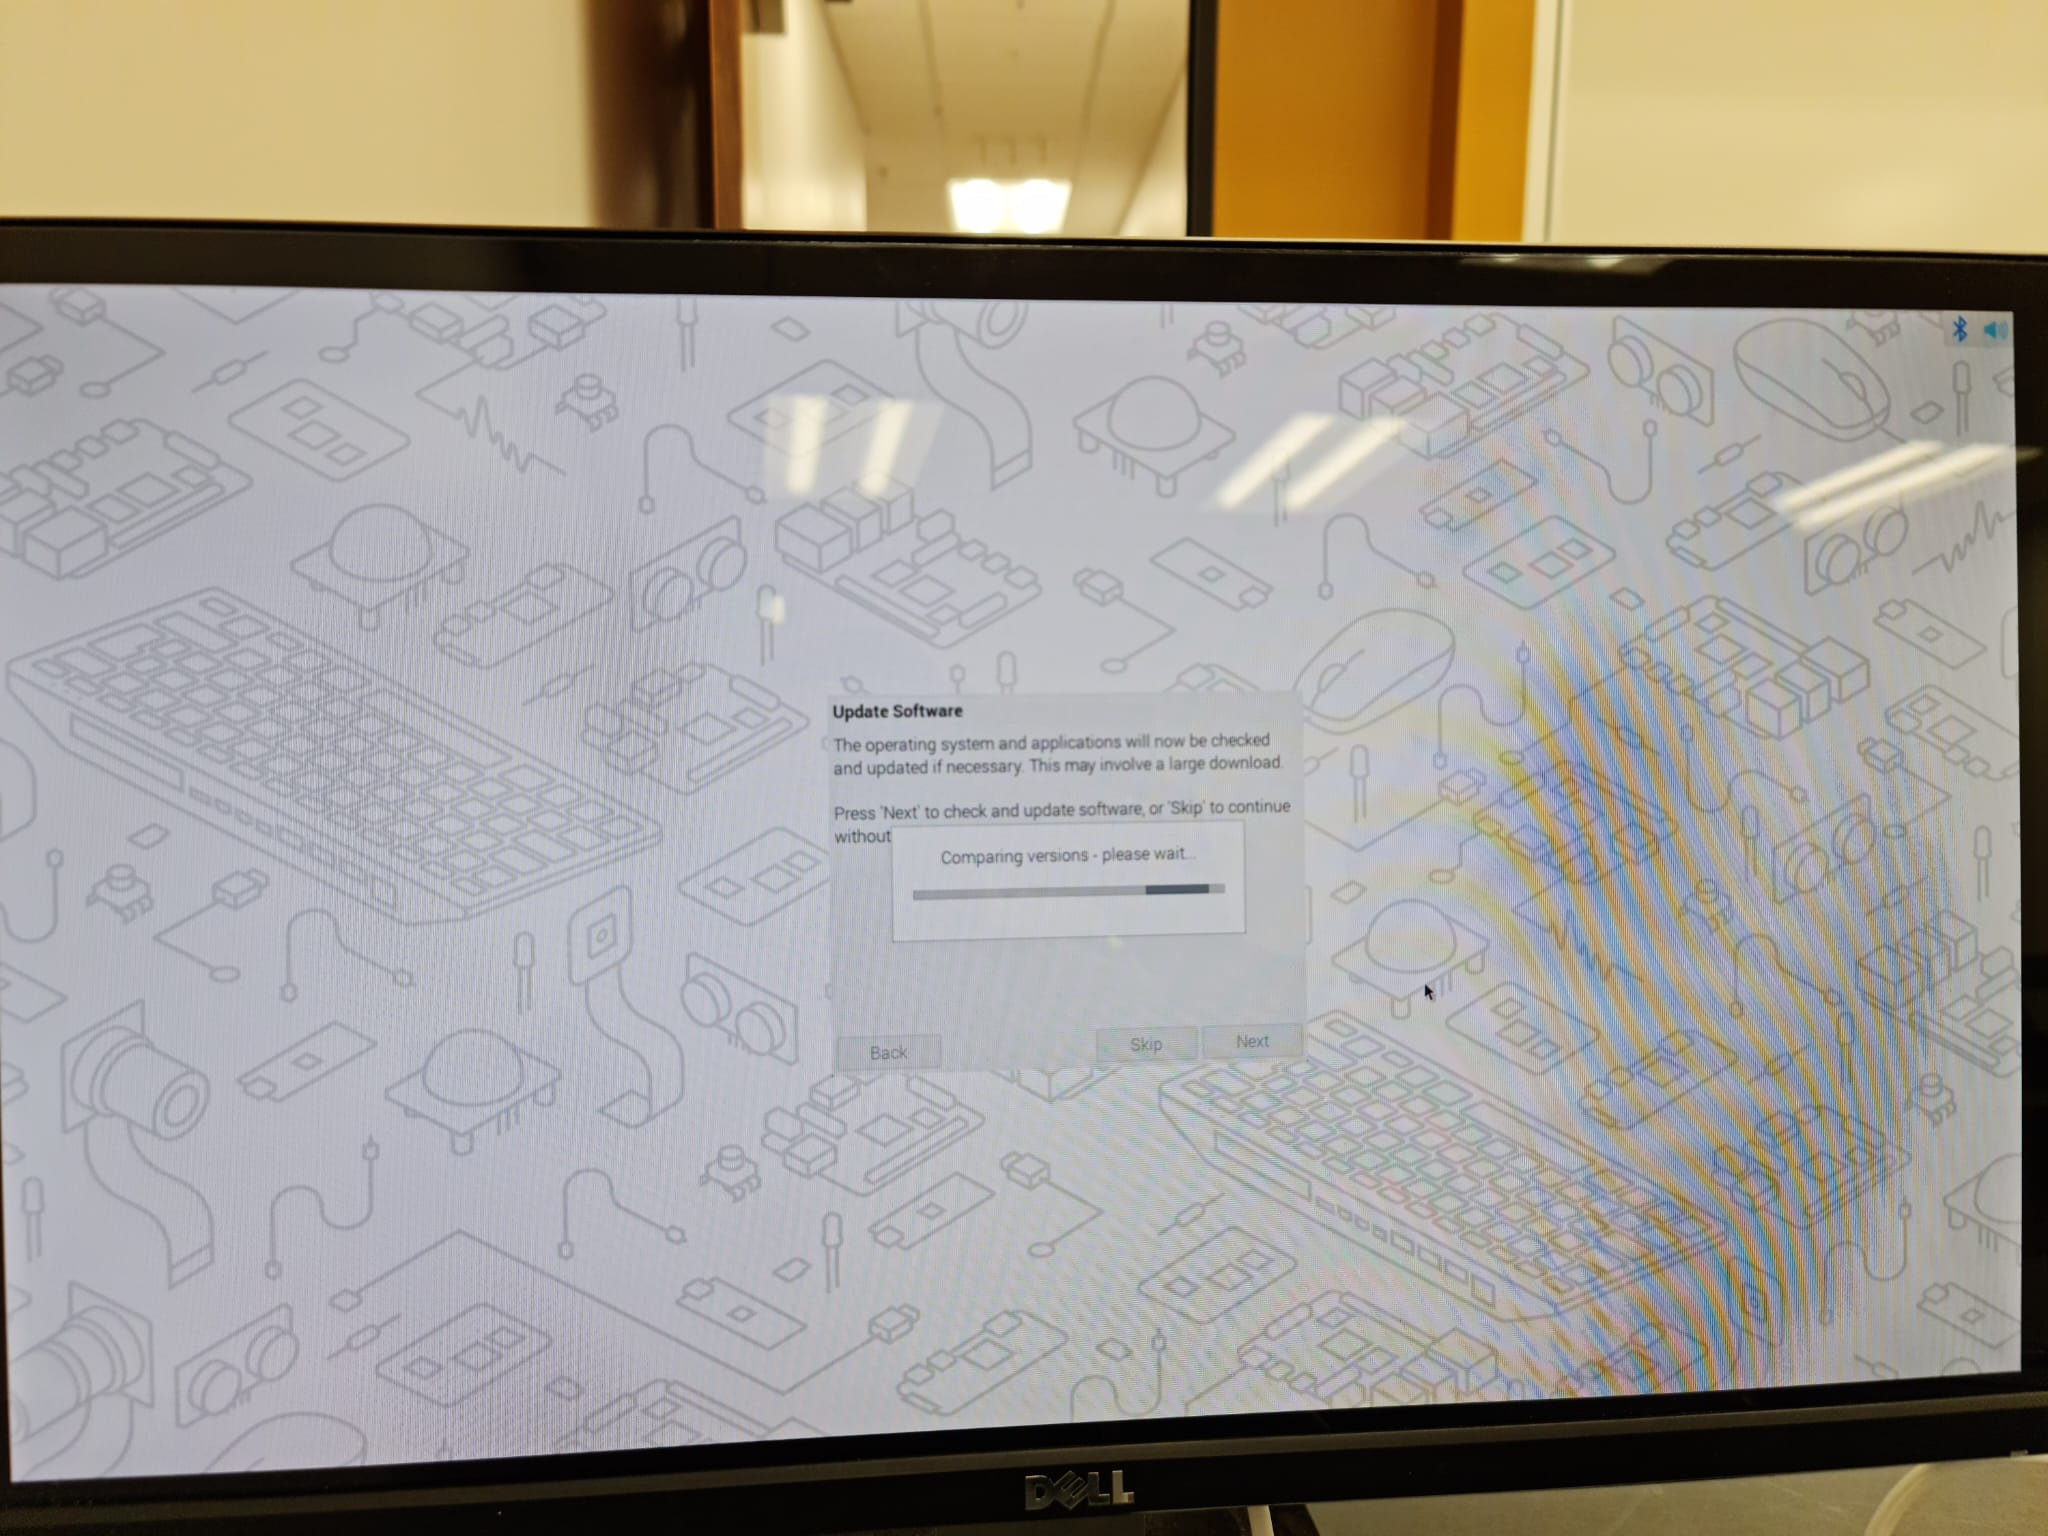 Update Software
The operating system and applications will now be checked
and updated if necessary. This may involve a large download.
Press 'Next' to check and update software, or 'Skip' to continue
without
Comparing versions - please wait...
Back
Skip
Next
DELL